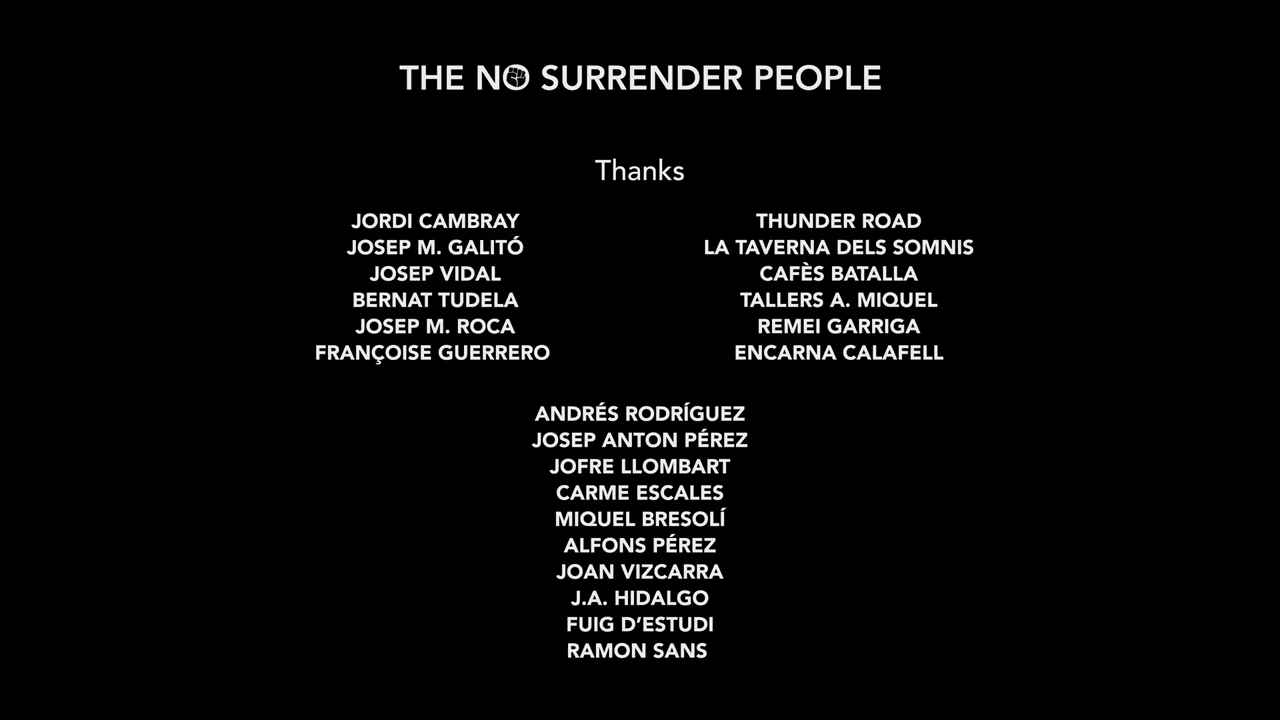 THE NO SURRENDER PEOPLE
Thanks
JORDI CAMBRAY
JOSEP M. GALITÓ
JOSEP VIDAL
BERNAT TUDELA
JOSEP M. ROCA
FRANÇOISE GUERRERO
THUNDER ROAD
LA TAVERNA DELS SOMNIS
CAFÈS BATALLA
TALLERS A. MIQUEL
REMEI GARRIGA
ENCARNA CALAFELL
ANDRÉS RODRÍGUEZ
JOSEP ANTON PÉREZ
JOFRE LLOMBART
CARME ESCALES
MIQUEL BRESOLÍ
ALFONS PÉREZ
JOAN VIZCARRA
J.A. HIDALGO
FUIG D’ESTUDI
RAMON SANS